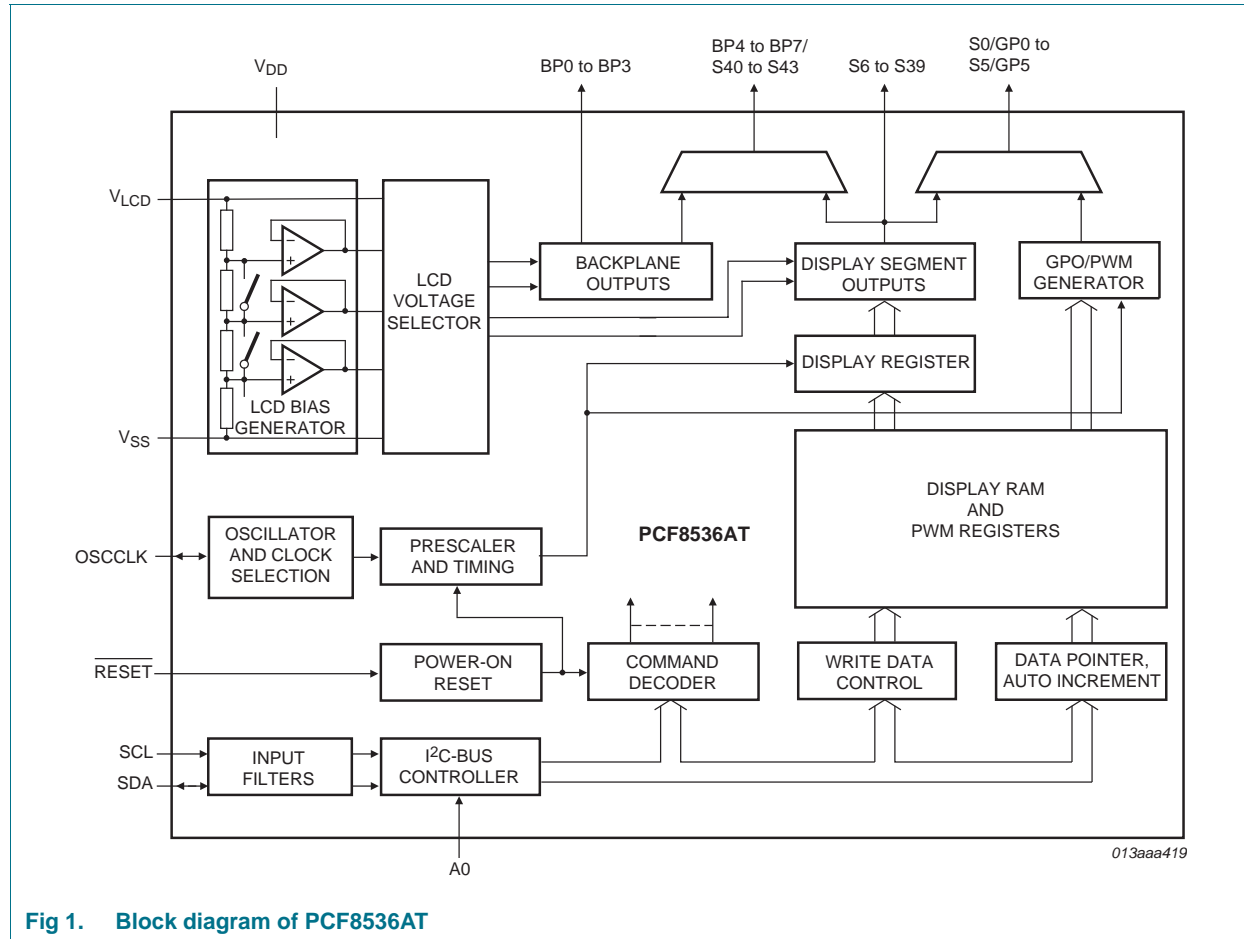 BP0 to BP3
BP4 to BP7/
S40 to S43
S6 to S39
S0/GP0 to
S5/GP5
VDD
VLCD
VSS
LCD BIAS
GENERATOR
LCD
VOLTAGE
SELECTOR
BACKPLANE
OUTPUTS
DISPLAY SEGMENT
OUTPUTS
GPO/PWM
GENERATOR
DISPLAY REGISTER
DISPLAY RAM
AND
PWM REGISTERS
PCF8536AT
OSCCLK
OSCILLATOR
AND CLOCK
SELECTION
PRESCALER
AND TIMING
RESET
POWER-ON
RESET
COMMAND
DECODER
WRITE DATA
CONTROL
DATA POINTER,
AUTO INCREMENT
SCL
SDA
INPUT
FILTERS
I2C-BUS
CONTROLLER
A0
013aaa419
Fig 1. Block diagram of PCF8536AT